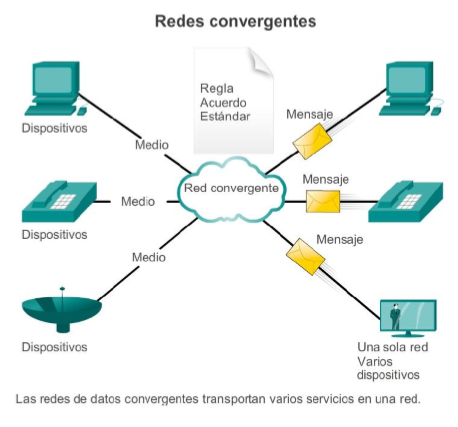 Redes convergentes
Regla
Acuerdo
Estándar
Mensaje
Dispositivos
Medio
Mensaje
Red convergente
Medio
Dispositivos
Mensaje
Medio
Dispositivos
Una sola red
Varios
dispositivos
Las redes de datos convergentes transportan varios servicios en una red.